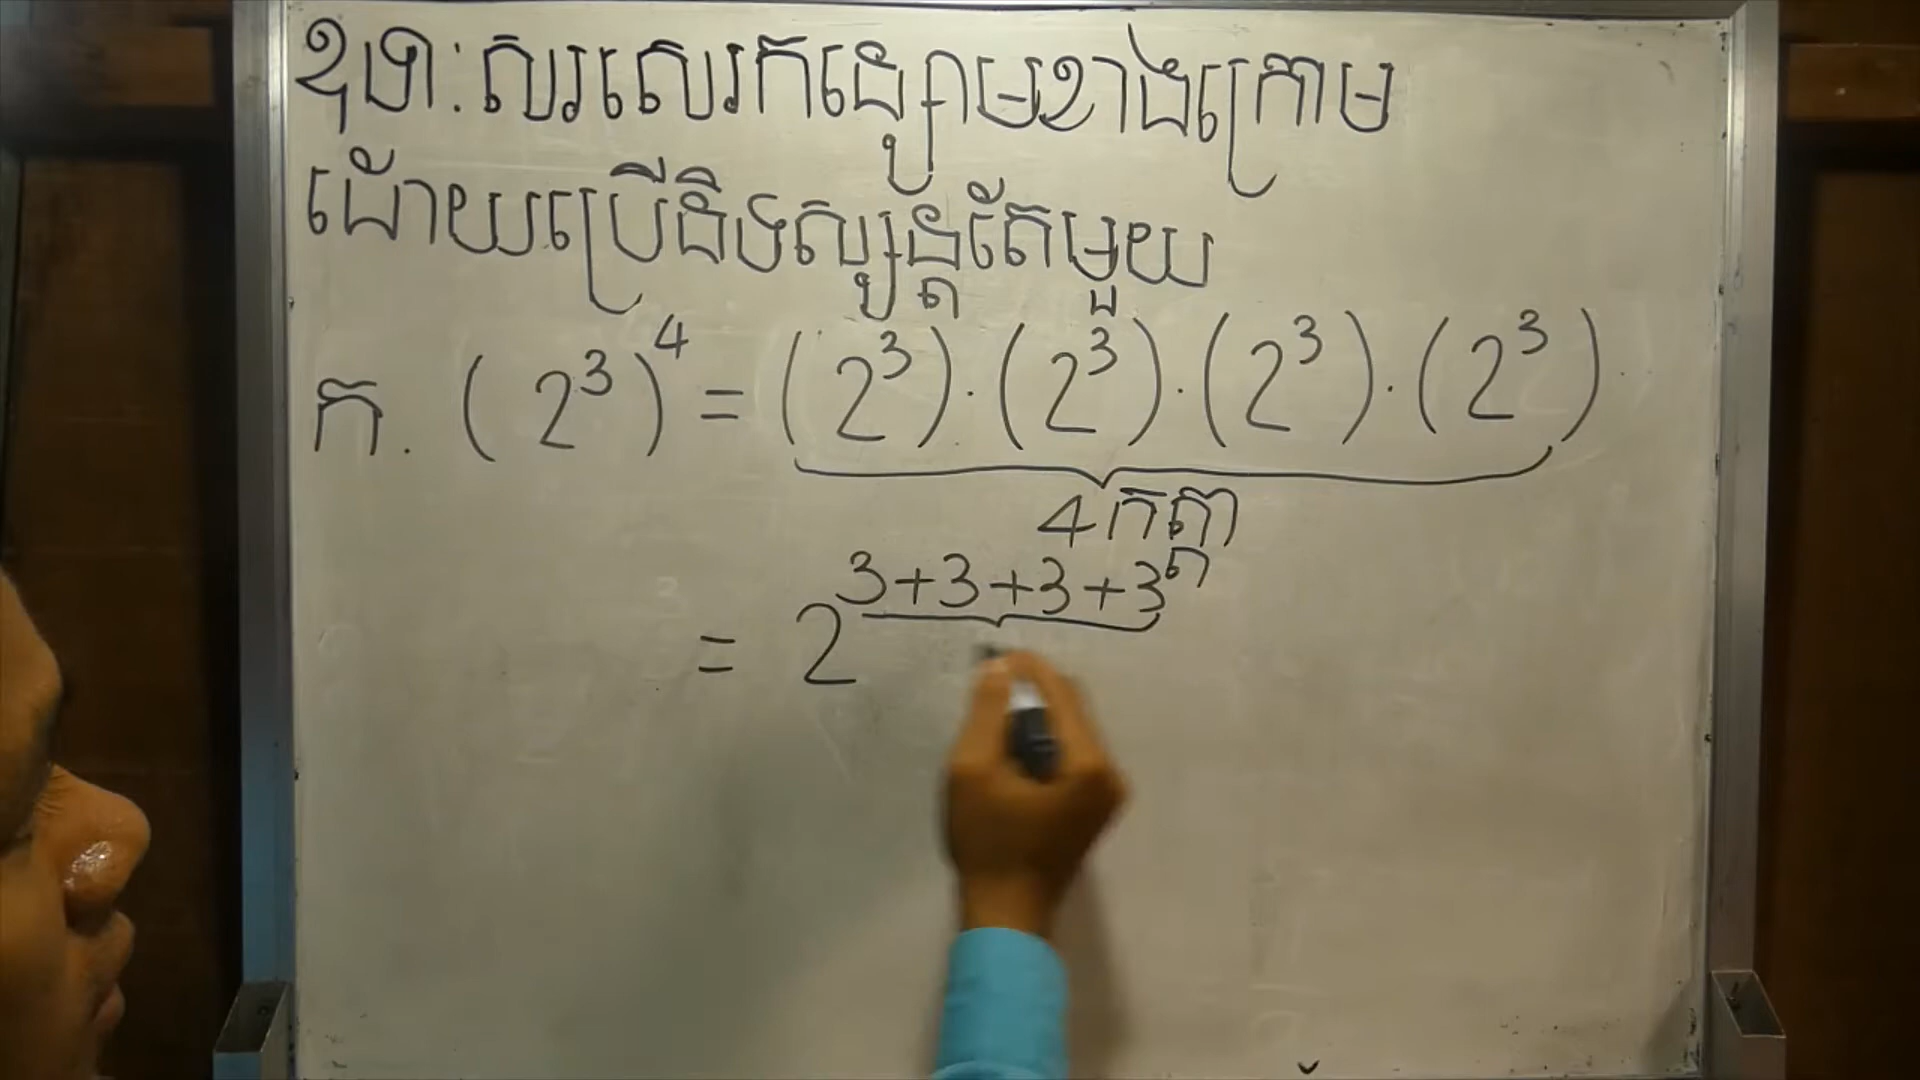 ឧទា: សរសេរកន្សោមខាងក្រោម
ដោយប្រើនិទស្សន្តតែមួយ
ក. (2³)⁴ = (2³)·(2³)·(2³)·(2³)
4 កត្តា
= 2³⁺³⁺³⁺³